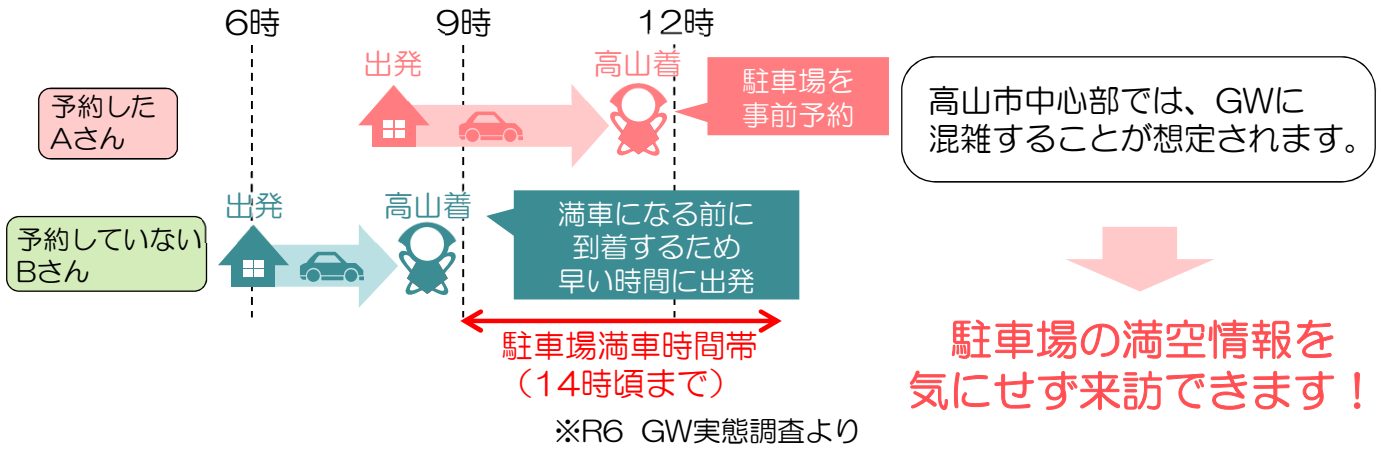 6時
9時
12時
出発
高山着
予約した
Aさん
駐車場を
事前予約
出発
高山着
予約していない
Bさん
満車になる前に
到着するため
早い時間に出発
駐車場満車時間帯
（14時頃まで）
※R6 GW実態調査より
高山市中心部では、GWに
混雑することが想定されます。
駐車場の満空情報を
気にせず来訪できます！